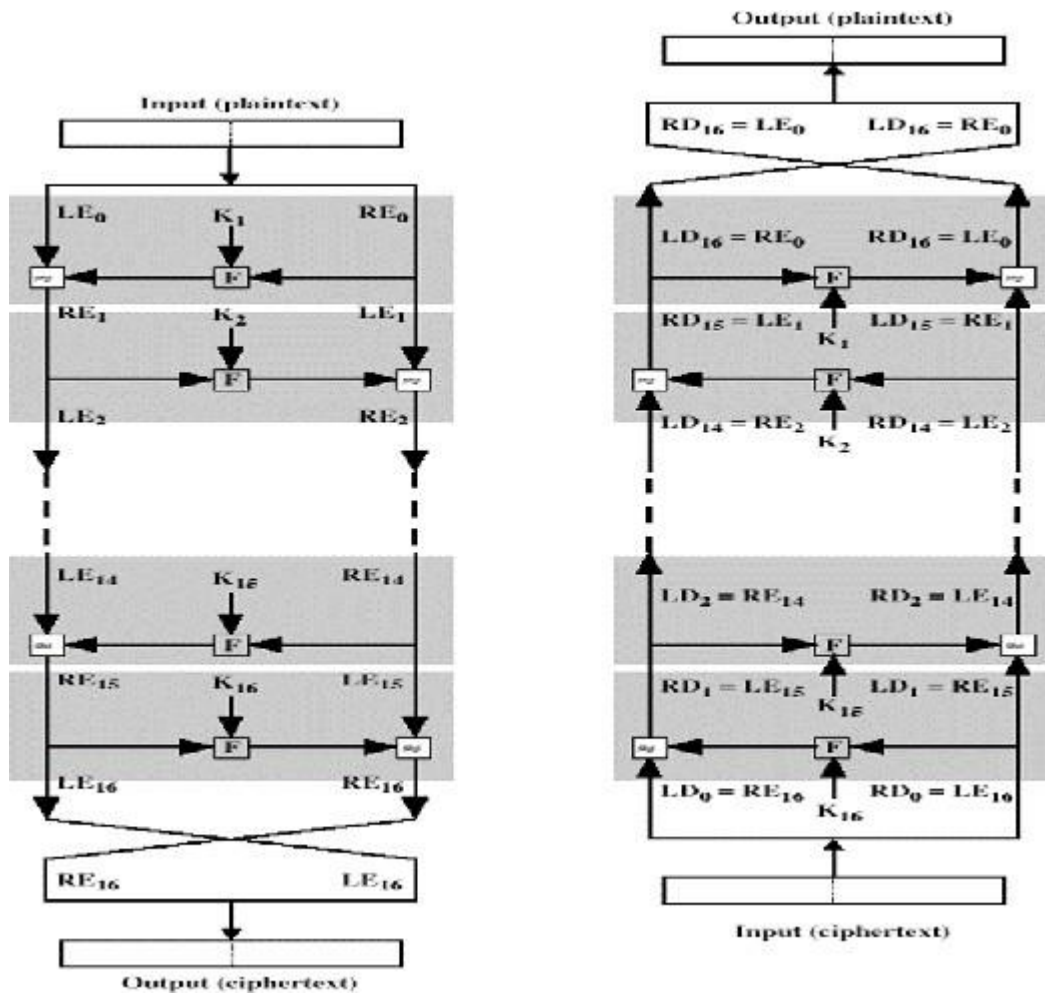 Input (plaintext)
LE0 K1 RE0
F
RE1 K2 LE1
F
LE2 RE2
LE14 K15 RE14
F
RE15 K16 LE15
F
LE16 RE16
RE16 LE16
Output (ciphertext)
Output (plaintext)
RD16 = LE0 LD16 = RE0
LD16 = RE0 RD16 = LE0
F
RD15 = LE1 LD15 = RE1
K1
F
LD14 = RE2 RD14 = LE2
K2
LD2 = RE14 RD2 = LE14
F
RD1 = LE15 LD1 = RE15
K15
F
LD0 = RE16 RD0 = LE16
K16
Input (ciphertext)